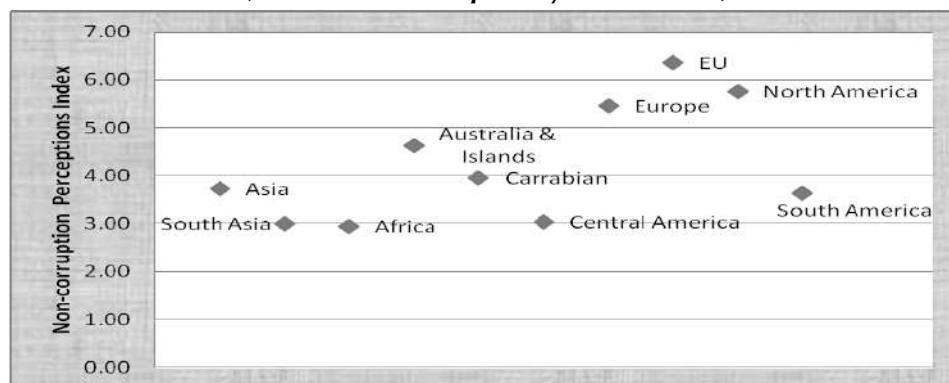 Non-corruption Perceptions Index
7.00
6.00
5.00
4.00
3.00
2.00
1.00
0.00
EU
North America
Europe
Australia &
Islands
Carrabian
Asia
South America
South Asia
Africa
Central America